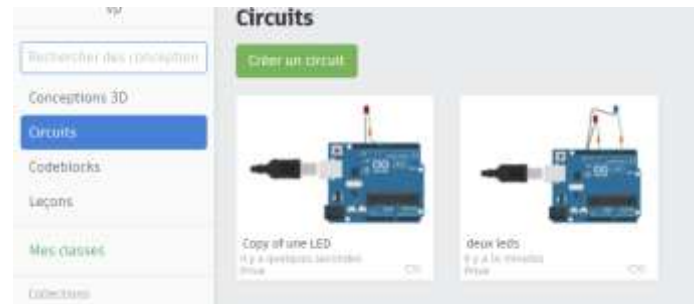 Circuits
Rechercher des conception
Créer un circuit
Conceptions 3D
Circuits
Codeblocks
Leçons
Mes classes
Collections
Copy of une LED
il y a quelques secondes
Privé
deux leds
Il y a minutes
Privé